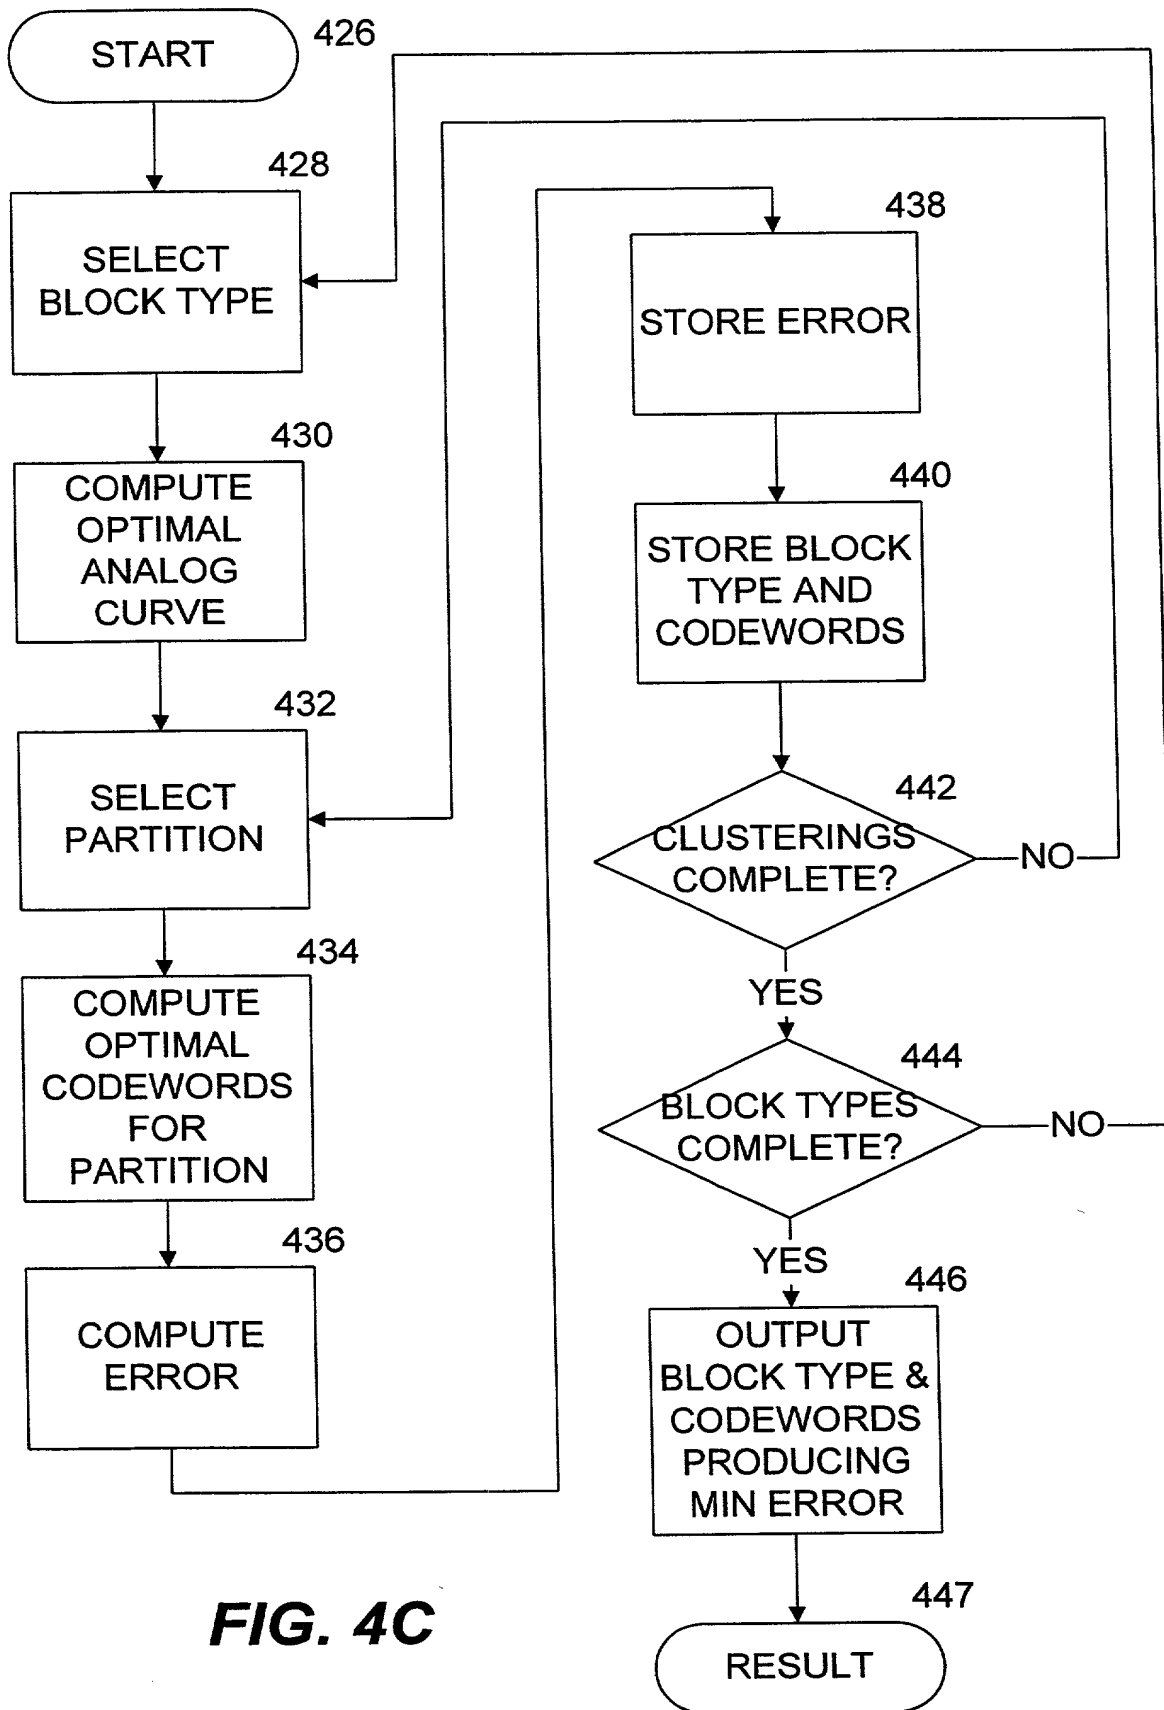 START
426
428
SELECT
BLOCK TYPE
430
COMPUTE
OPTIMAL
ANALOG
CURVE
432
SELECT
PARTITION
434
COMPUTE
OPTIMAL
CODEWORDS
FOR
PARTITION
436
COMPUTE
ERROR
438
STORE ERROR
440
STORE BLOCK
TYPE AND
CODEWORDS
442
CLUSTERINGS
COMPLETE?
NO
YES
444
BLOCK TYPES
COMPLETE?
NO
YES
446
OUTPUT
BLOCK TYPE &
CODEWORDS
PRODUCING
MIN ERROR
447
RESULT
FIG. 4C